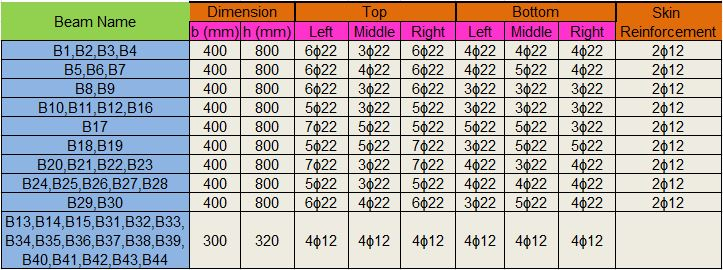 Beam Name Dimension Top Bottom Skin Reinforcement
b (mm) h (mm) Left Middle Right Left Middle Right
B1,B2,B3,B4 400 800 6ϕ22 3ϕ22 6ϕ22 4ϕ22 4ϕ22 4ϕ22 2ϕ12
B5,B6,B7 400 800 6ϕ22 4ϕ22 6ϕ22 4ϕ22 5ϕ22 4ϕ22 2ϕ12
B8,B9 400 800 6ϕ22 3ϕ22 6ϕ22 3ϕ22 3ϕ22 3ϕ22 2ϕ12
B10,B11,B12,B16 400 800 5ϕ22 3ϕ22 5ϕ22 3ϕ22 3ϕ22 3ϕ22 2ϕ12
B17 400 800 7ϕ22 5ϕ22 5ϕ22 5ϕ22 5ϕ22 3ϕ22 2ϕ12
B18,B19 400 800 5ϕ22 5ϕ22 7ϕ22 3ϕ22 5ϕ22 5ϕ22 2ϕ12
B20,B21,B22,B23 400 800 7ϕ22 3ϕ22 7ϕ22 4ϕ22 3ϕ22 4ϕ22 2ϕ12
B24,B25,B26,B27,B28 400 800 5ϕ22 3ϕ22 5ϕ22 4ϕ22 4ϕ22 4ϕ22 2ϕ12
B29,B30 400 800 6ϕ22 4ϕ22 6ϕ22 3ϕ22 4ϕ22 3ϕ22 2ϕ12
B13,B14,B15,B31,B32,B33,
B34,B35,B36,B37,B38,B39, 300 320 4ϕ12 4ϕ12 4ϕ12 4ϕ12 4ϕ12 4ϕ12
B40,B41,B42,B43,B44